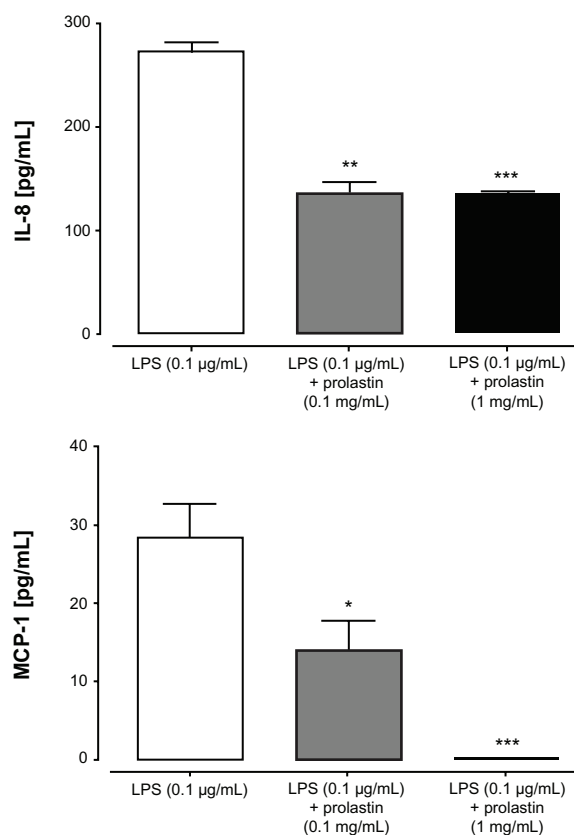 300
200
100
0
IL-8 [pg/mL]
**
***
LPS (0.1 µg/mL)
LPS (0.1 µg/mL)
+ prolastin
(0.1 mg/mL)
LPS (0.1 µg/mL)
+ prolastin
(1 mg/mL)
40
30
20
10
0
MCP-1 [pg/mL]
*
***
LPS (0.1 µg/mL)
LPS (0.1 µg/mL)
+ prolastin
(0.1 mg/mL)
LPS (0.1 µg/mL)
+ prolastin
(1 mg/mL)